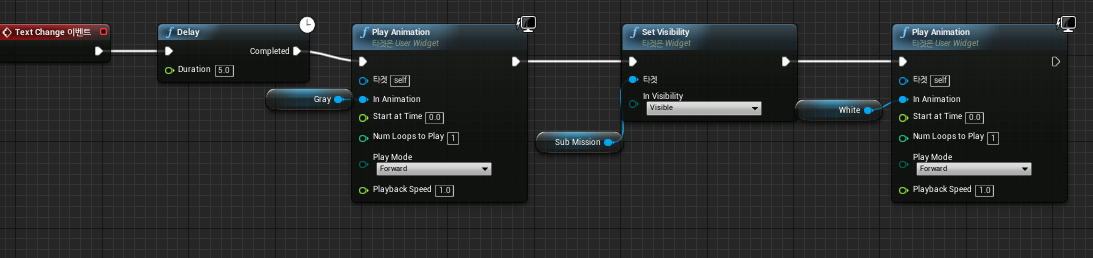 Text Change 이벤트
Delay
Completed
Duration 5.0
Play Animation
타겟은 User Widget
타겟 self
Gray
In Animation
Start at Time 0.0
Num Loops to Play 1
Play Mode
Forward
Playback Speed 1.0
Set Visibility
타겟은 User Widget
타겟
In Visibility
Visible
Sub Mission
Play Animation
타겟은 User Widget
타겟 self
White
In Animation
Start at Time 0.0
Num Loops to Play 1
Play Mode
Forward
Playback Speed 1.0